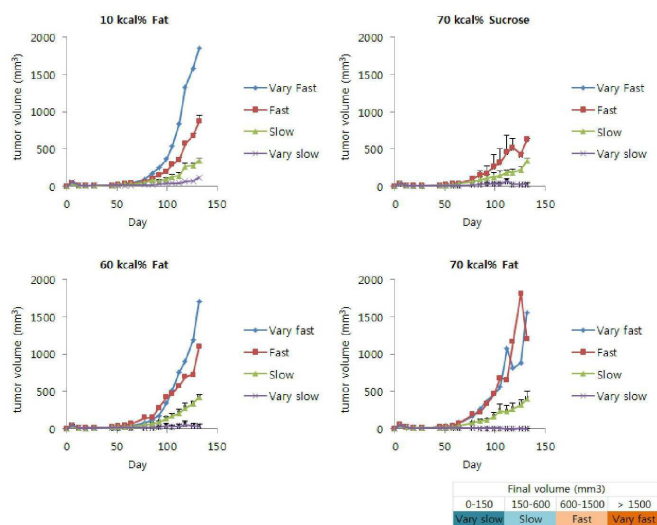 10 kcal% Fat
tumor volume (mm³)
2000
1500
1000
500
0
0 50 100 150
Day
Vary Fast
Fast
Slow
Vary slow
70 kcal% Sucrose
tumor volume (mm³)
2000
1500
1000
500
0
0 50 100 150
Day
Vary Fast
Fast
Slow
Vary slow
60 kcal% Fat
tumor volume (mm³)
2000
1500
1000
500
0
0 50 100 150
Day
Vary fast
Fast
Slow
Vary slow
70 kcal% Fat
tumor volume (mm³)
2000
1500
1000
500
0
0 50 100 150
Day
Vary fast
Fast
Slow
Vary slow
Final volume (mm3)
0-150 150-600 600-1500 > 1500
Vary slow Slow Fast Vary fast